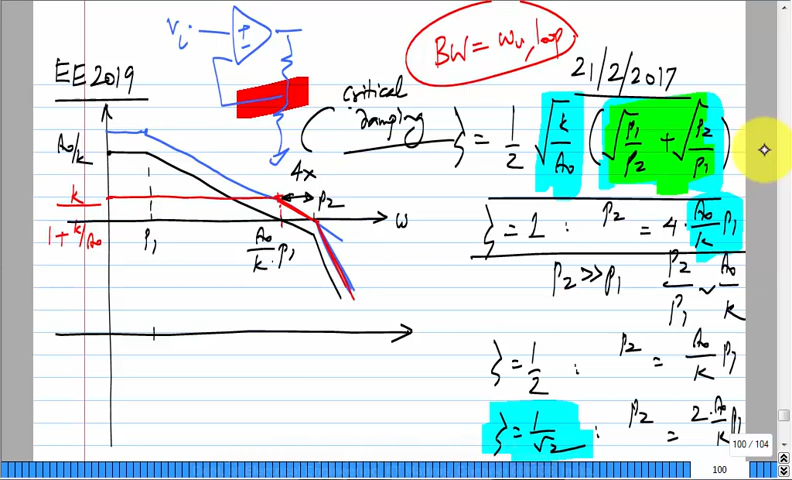 Vi
BW = ωu, loop
EE2019
21/2/2017
critical
damping
ζ = 1/2 √(k/A₀) (√(p₁/p₂) + √(p₂/p₁))
A₀/k
4x
p₂
k
1 + k/A₀
p₁
A₀/k · p₁
ω
ζ = 1 : p₂ = 4 · A₀/k p₁
p₂ >> p₁ p₂/p₁ ~ A₀/k
ζ = 1/2 : p₂ = A₀/k p₁
ζ = 1/√2 : p₂ = 2·A₀/k p₁
100 / 104
100